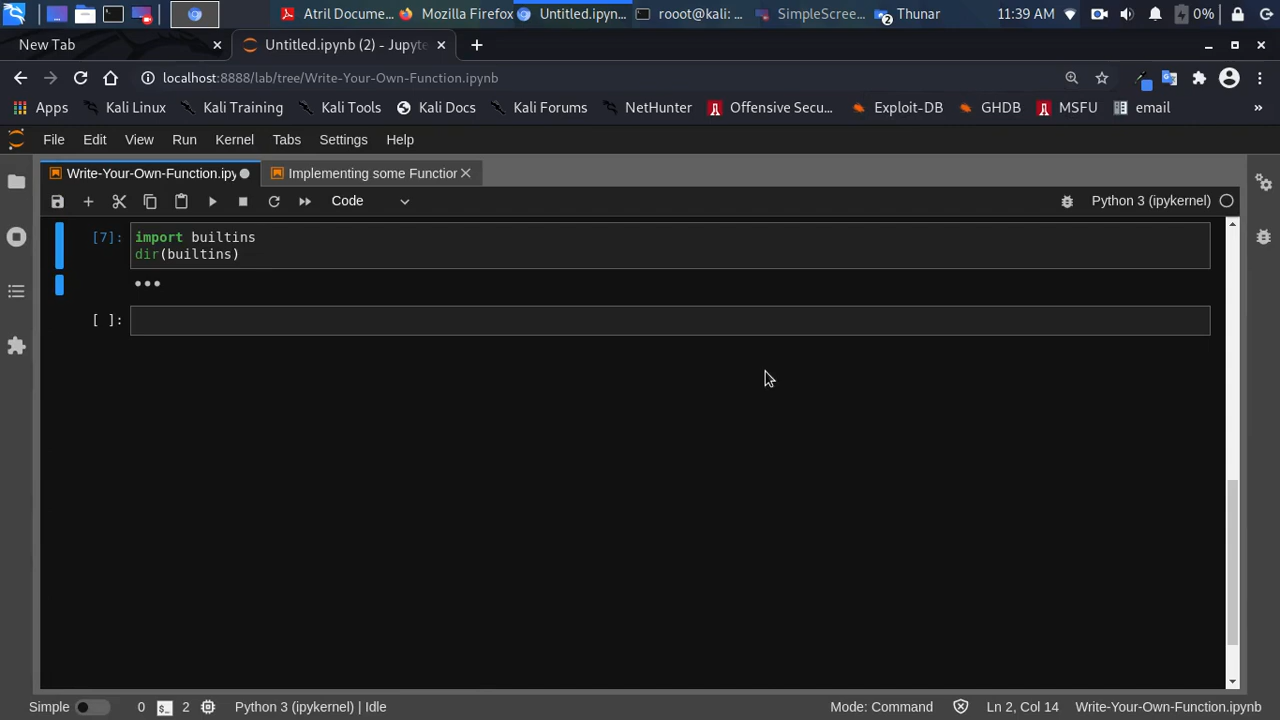 Atril Docume... Mozilla Firefox Untitled.ipyn... rooot@kali: ... SimpleScree... 2 Thunar 11:39 AM 0%
New Tab Untitled.ipynb (2) - Jupyte
localhost:8888/lab/tree/Write-Your-Own-Function.ipynb
Apps Kali Linux Kali Training Kali Tools Kali Docs Kali Forums NetHunter Offensive Secu... Exploit-DB GHDB MSFU email »
File Edit View Run Kernel Tabs Settings Help
Write-Your-Own-Function.ipy Implementing some Function
Code Python 3 (ipykernel)
[7]: import builtins
dir(builtins)
[ ]:
Simple 0 $_ 2 Python 3 (ipykernel) | Idle Mode: Command Ln 2, Col 14 Write-Your-Own-Function.ipynb